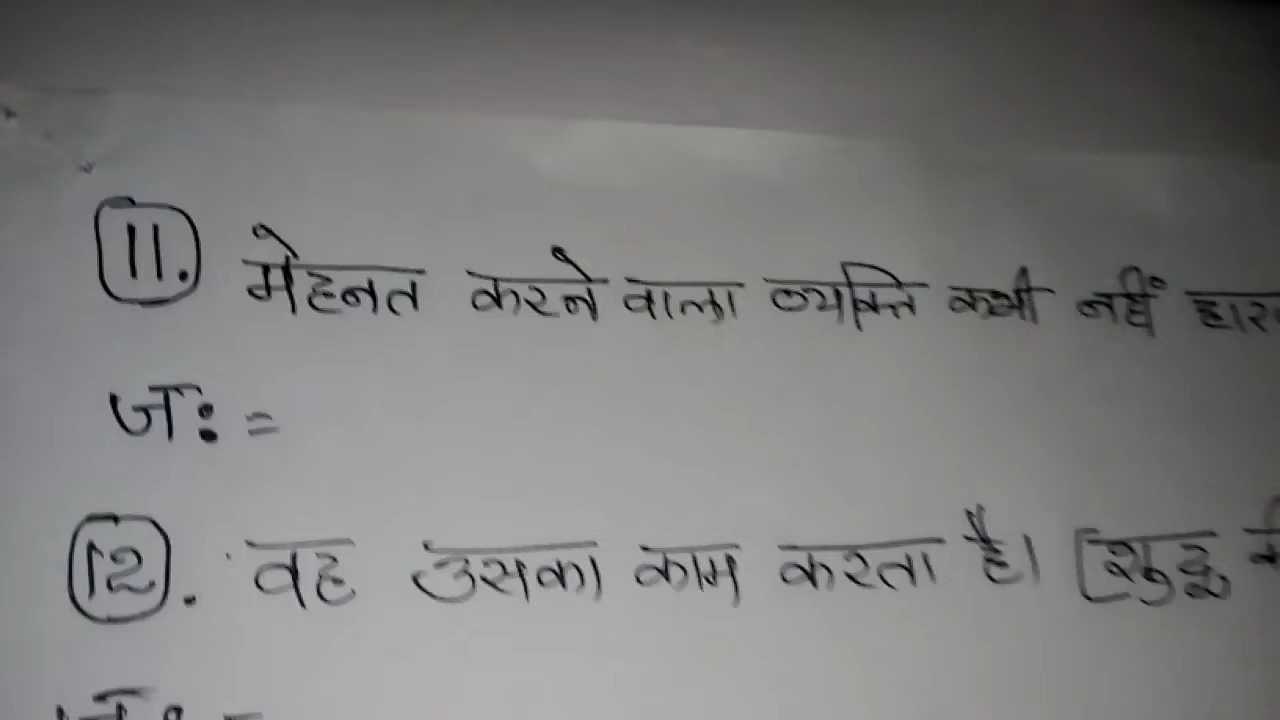 11. मेहनत करने वाला व्यक्ति कभी नहीं
ज: =
12. वह उसका काम करता है। [शुद्ध